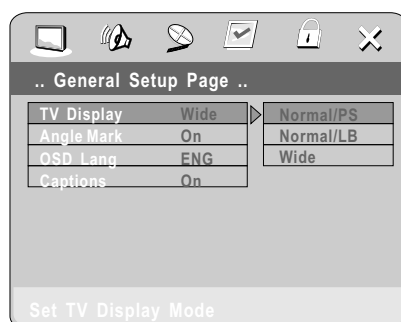 .. General Setup Page ..
TV Display Wide Normal/PS
Angle Mark On Normal/LB
OSD Lang ENG Wide
Captions On
Set TV Display Mode